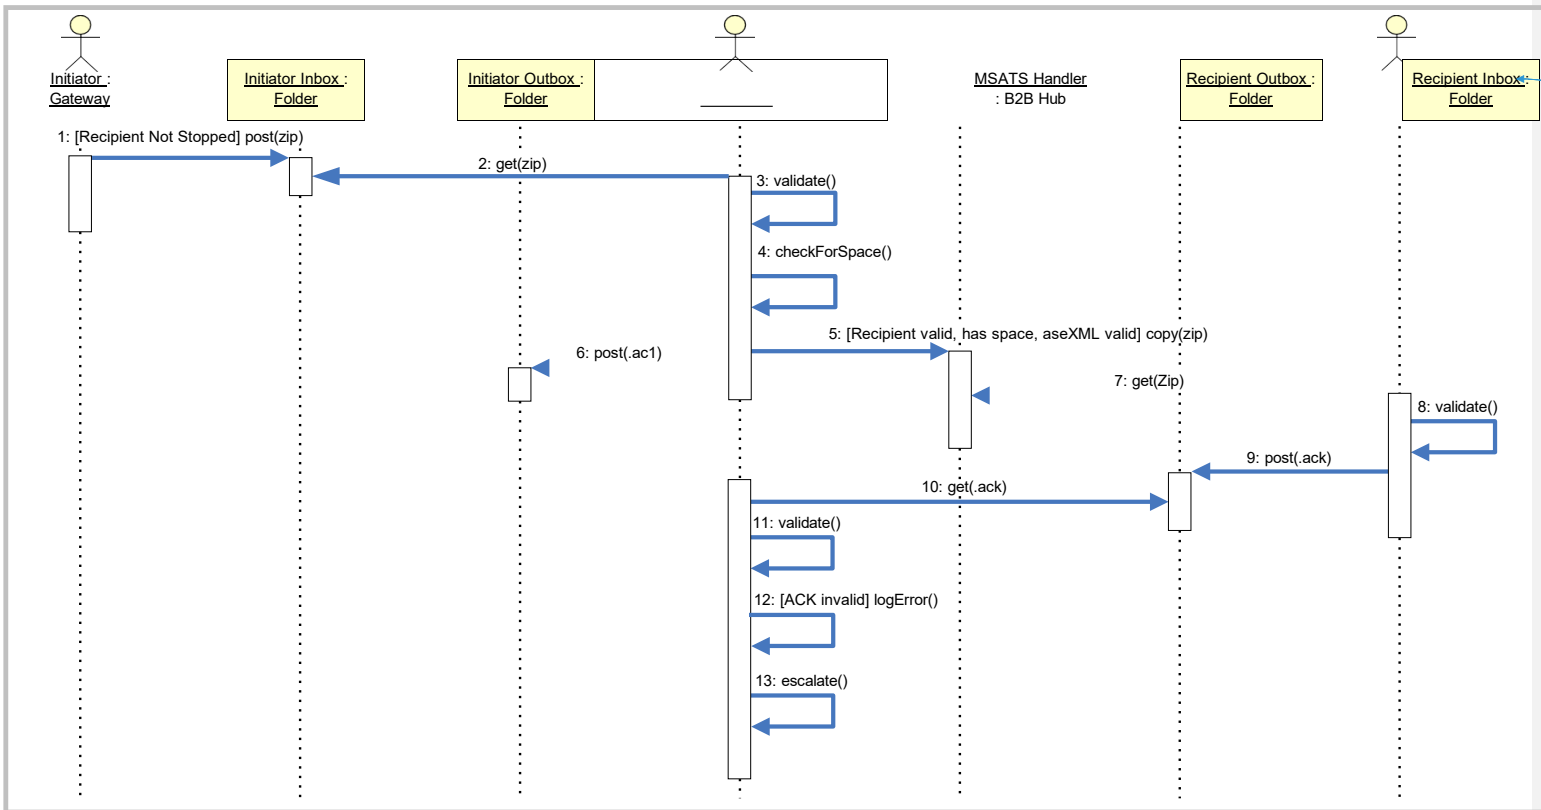 Initiator :
Gateway
Initiator Inbox :
Folder
Initiator Outbox :
Folder
MSATS Handler
: B2B Hub
Recipient Outbox :
Folder
Recipient Inbox :
Folder
1: [Recipient Not Stopped] post(zip)
2: get(zip)
3: validate()
4: checkForSpace()
5: [Recipient valid, has space, aseXML valid] copy(zip)
6: post(.ac1)
7: get(Zip)
8: validate()
9: post(.ack)
10: get(.ack)
11: validate()
12: [ACK invalid] logError()
13: escalate()